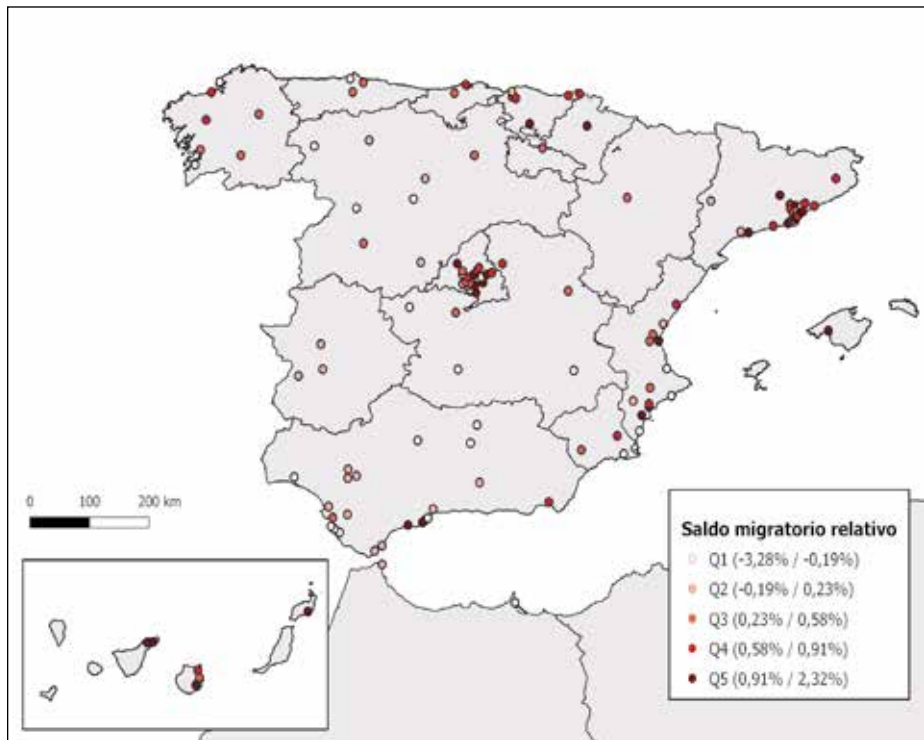 0 100 200 km
Saldo migratorio relativo
Q1 (-3,28% / -0,19%)
Q2 (-0,19% / 0,23%)
Q3 (0,23% / 0,58%)
Q4 (0,58% / 0,91%)
Q5 (0,91% / 2,32%)